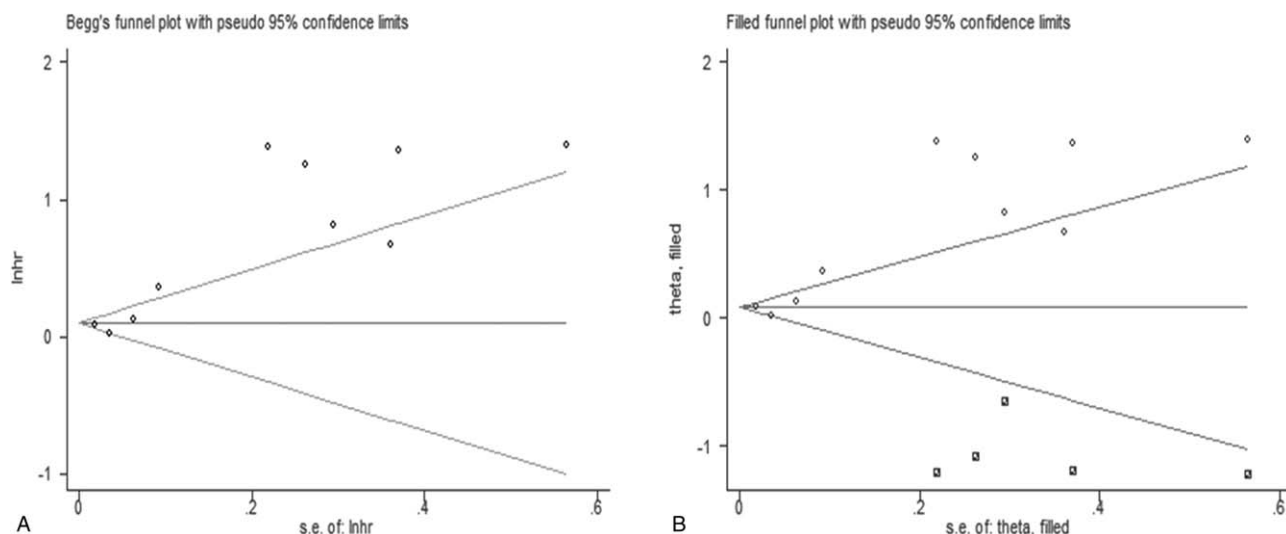 Begg's funnel plot with pseudo 95% confidence limits
2
1
0
-1
lnhr
0
.2
.4
.6
s.e. of: lnhr
A
Filled funnel plot with pseudo 95% confidence limits
2
1
0
-1
theta, filled
0
.2
.4
.6
s.e. of: theta, filled
B